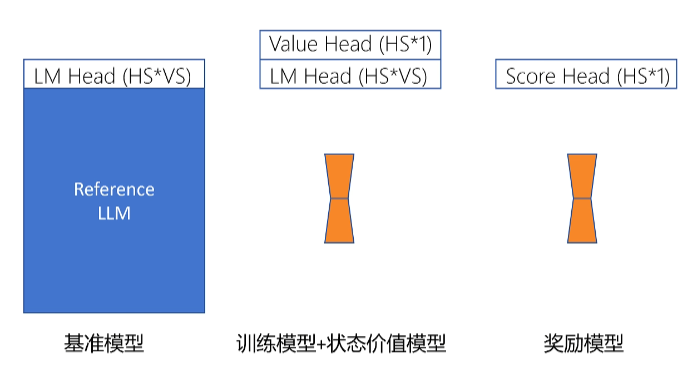 Value Head (HS*1)
LM Head (HS*VS)
LM Head (HS*VS)
Score Head (HS*1)
Reference
LLM
基准模型
训练模型+状态价值模型
奖励模型